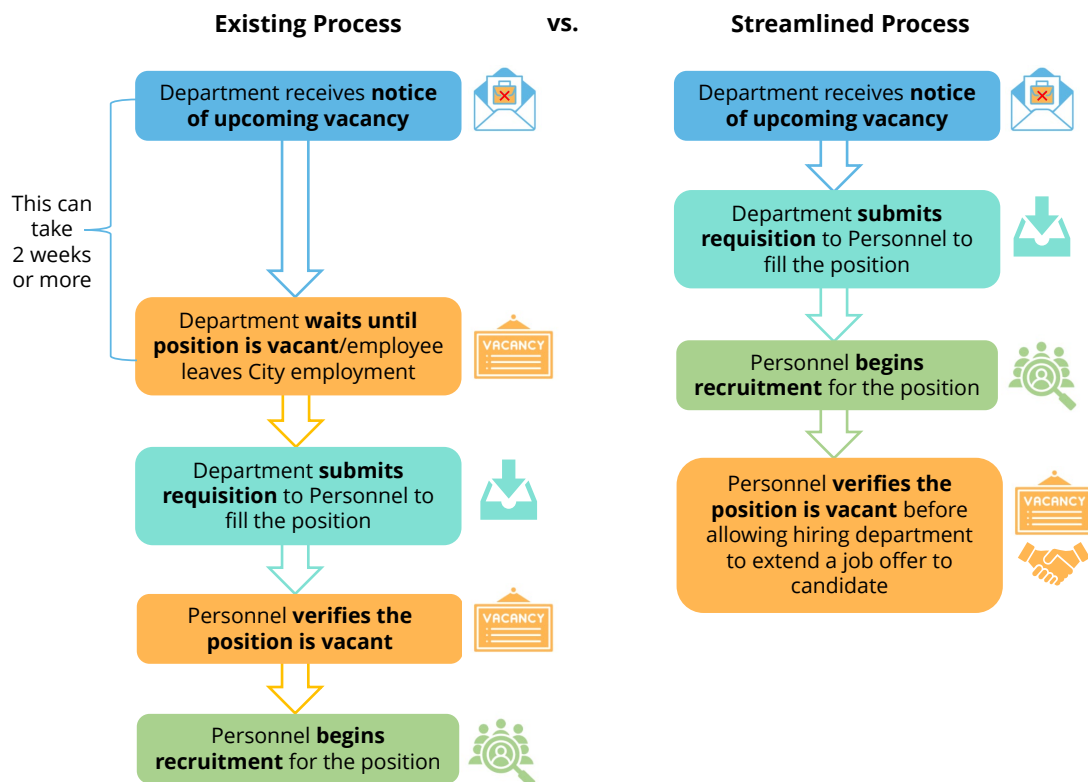 Existing Process
vs.
Streamlined Process
Department receives notice
of upcoming vacancy
This can
take
2 weeks
or more
Department waits until
position is vacant/employee
leaves City employment
VACANCY
Department submits
requisition to Personnel to
fill the position
Personnel verifies the
position is vacant
VACANCY
Personnel begins
recruitment for the position
Department receives notice
of upcoming vacancy
Department submits
requisition to Personnel to
fill the position
Personnel begins
recruitment for the position
Personnel verifies the
position is vacant before
allowing hiring department
to extend a job offer to
candidate
VACANCY